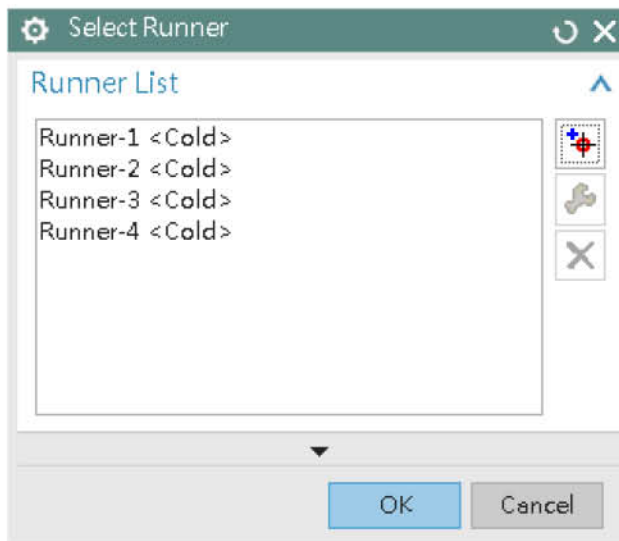 Select Runner
Runner List
Runner-1 <Cold>
Runner-2 <Cold>
Runner-3 <Cold>
Runner-4 <Cold>
OK
Cancel